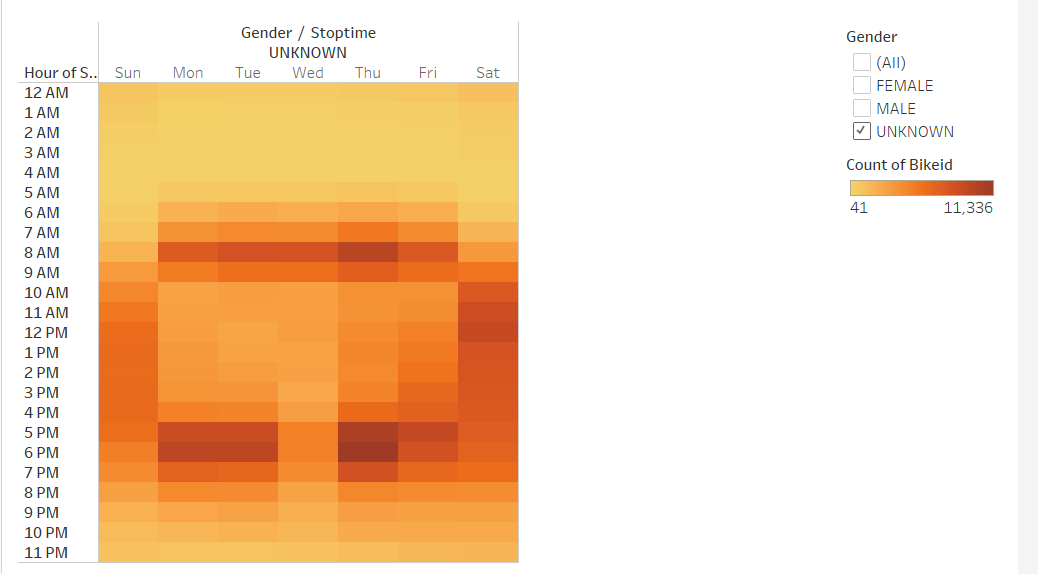 Gender / Stoptime
UNKNOWN
Hour of S.. Sun Mon Tue Wed Thu Fri Sat
12 AM
1 AM
2 AM
3 AM
4 AM
5 AM
6 AM
7 AM
8 AM
9 AM
10 AM
11 AM
12 PM
1 PM
2 PM
3 PM
4 PM
5 PM
6 PM
7 PM
8 PM
9 PM
10 PM
11 PM
Gender
(All)
FEMALE
MALE
UNKNOWN
Count of Bikeid
41 11,336